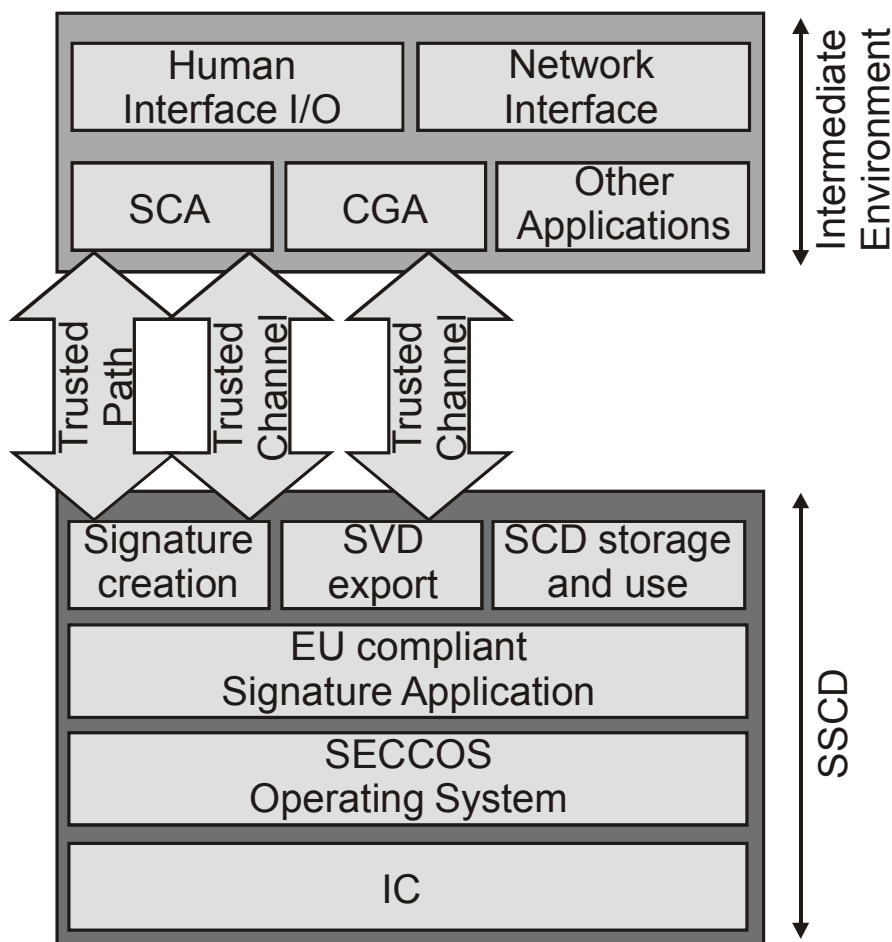 Human
Interface I/O
Network
Interface
SCA
CGA
Other
Applications
Intermediate
Environment
Trusted
Path
Trusted
Channel
Trusted
Channel
Signature
creation
SVD
export
SCD storage
and use
EU compliant
Signature Application
SECCOS
Operating System
IC
SSCD